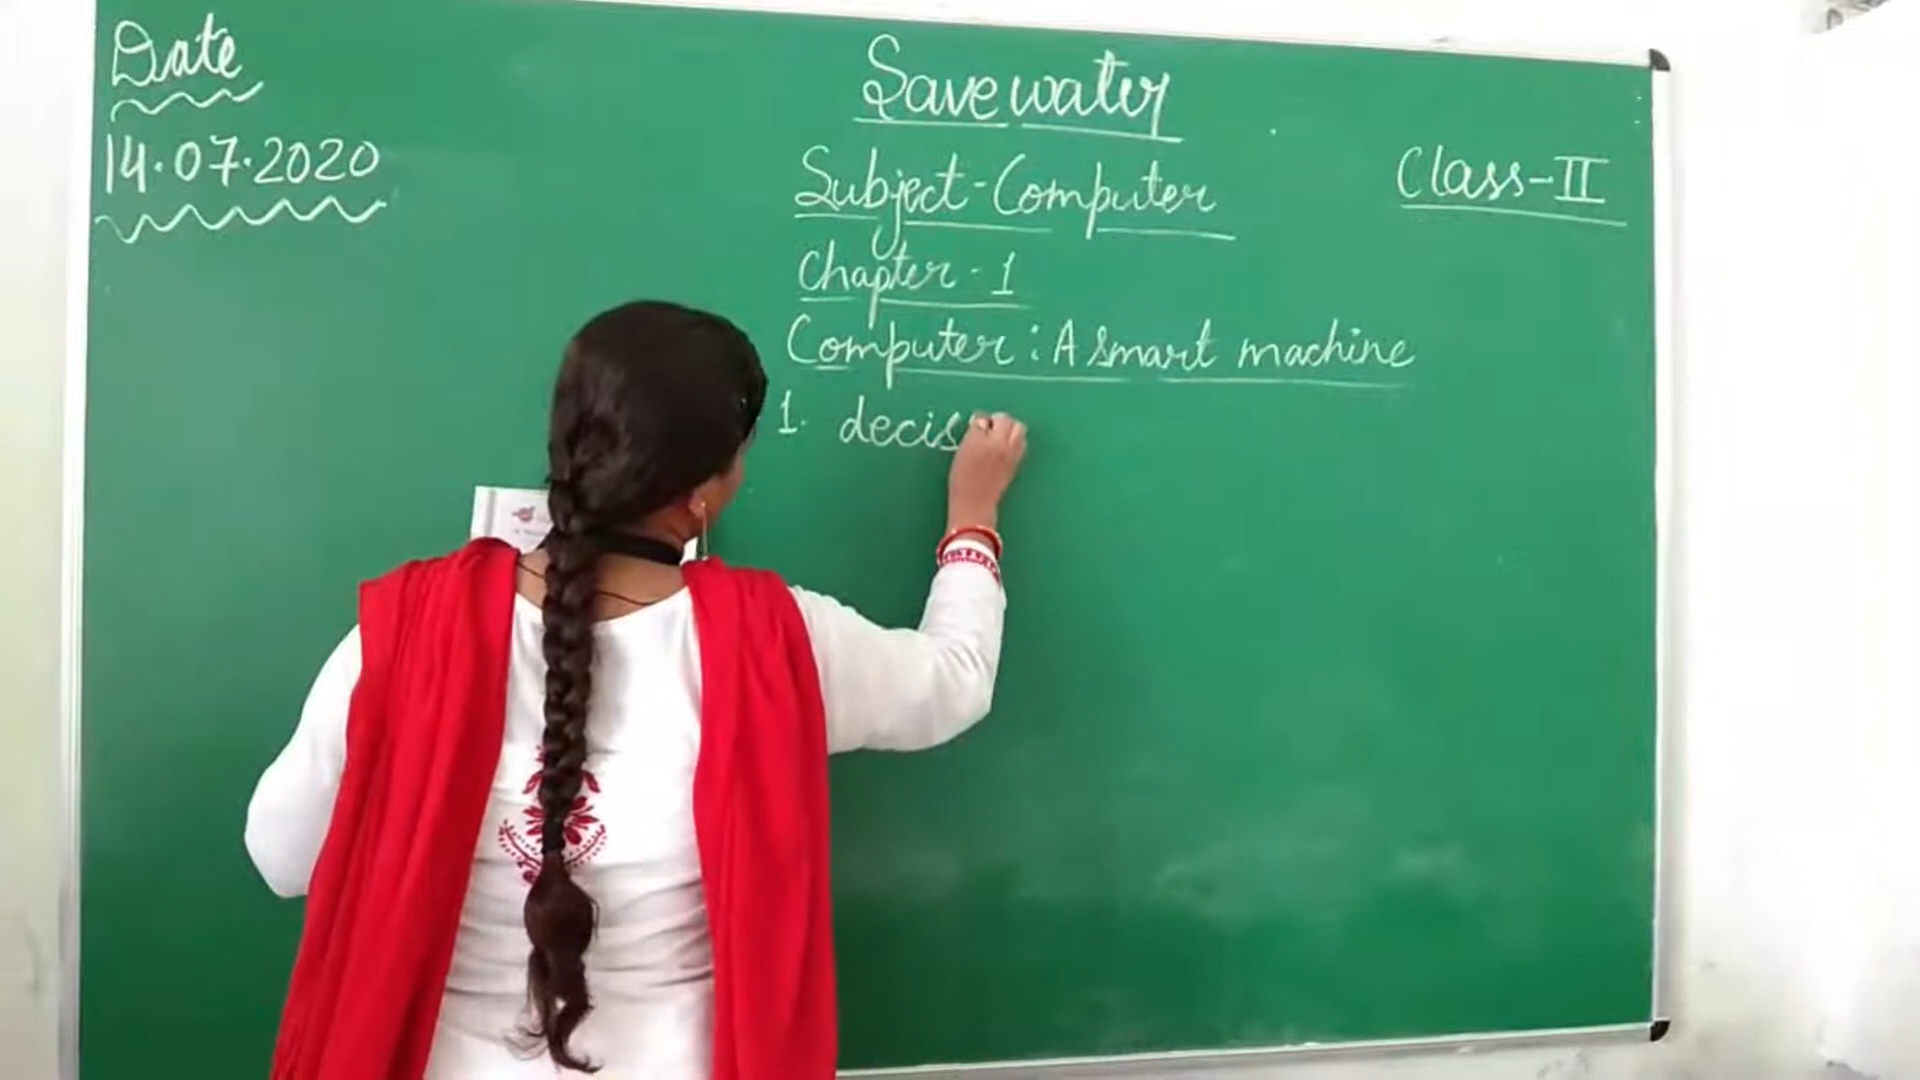 Date
14.07.2020
Save water
Subject-Computer
Class-II
Chapter-1
Computer: A smart machine
1. decis